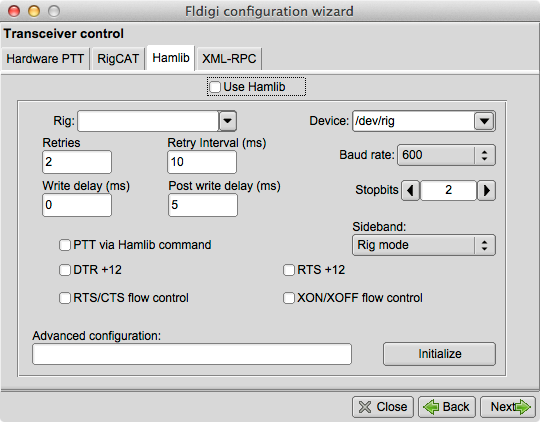 Fldigi configuration wizard
Transceiver control
Hardware PTT RigCAT Hamlib XML-RPC
Use Hamlib
Rig: Device: /dev/rig
Retries Retry Interval (ms)
2 10 Baud rate: 600
Write delay (ms) Post write delay (ms)
0 5 Stopbits 2
Sideband:
PTT via Hamlib command Rig mode
DTR +12 RTS +12
RTS/CTS flow control XON/XOFF flow control
Advanced configuration:
Initialize
Close Back Next